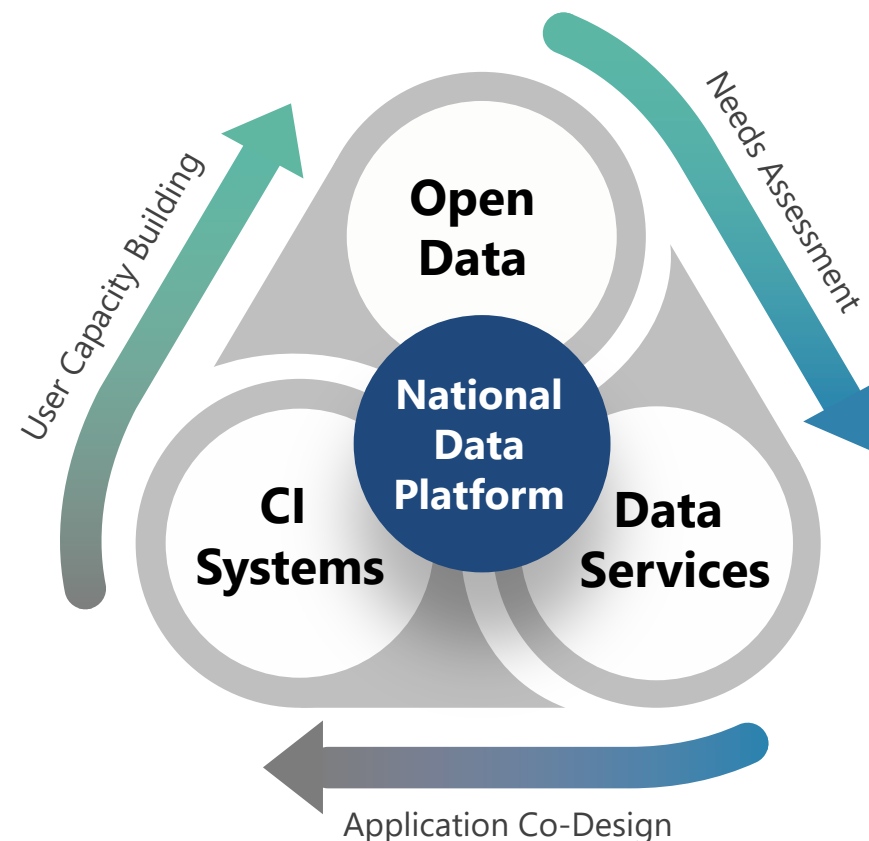 Open
Data
Needs Assessment
User Capacity Building
National
Data
Platform
CI
Systems
Data
Services
Application Co-Design